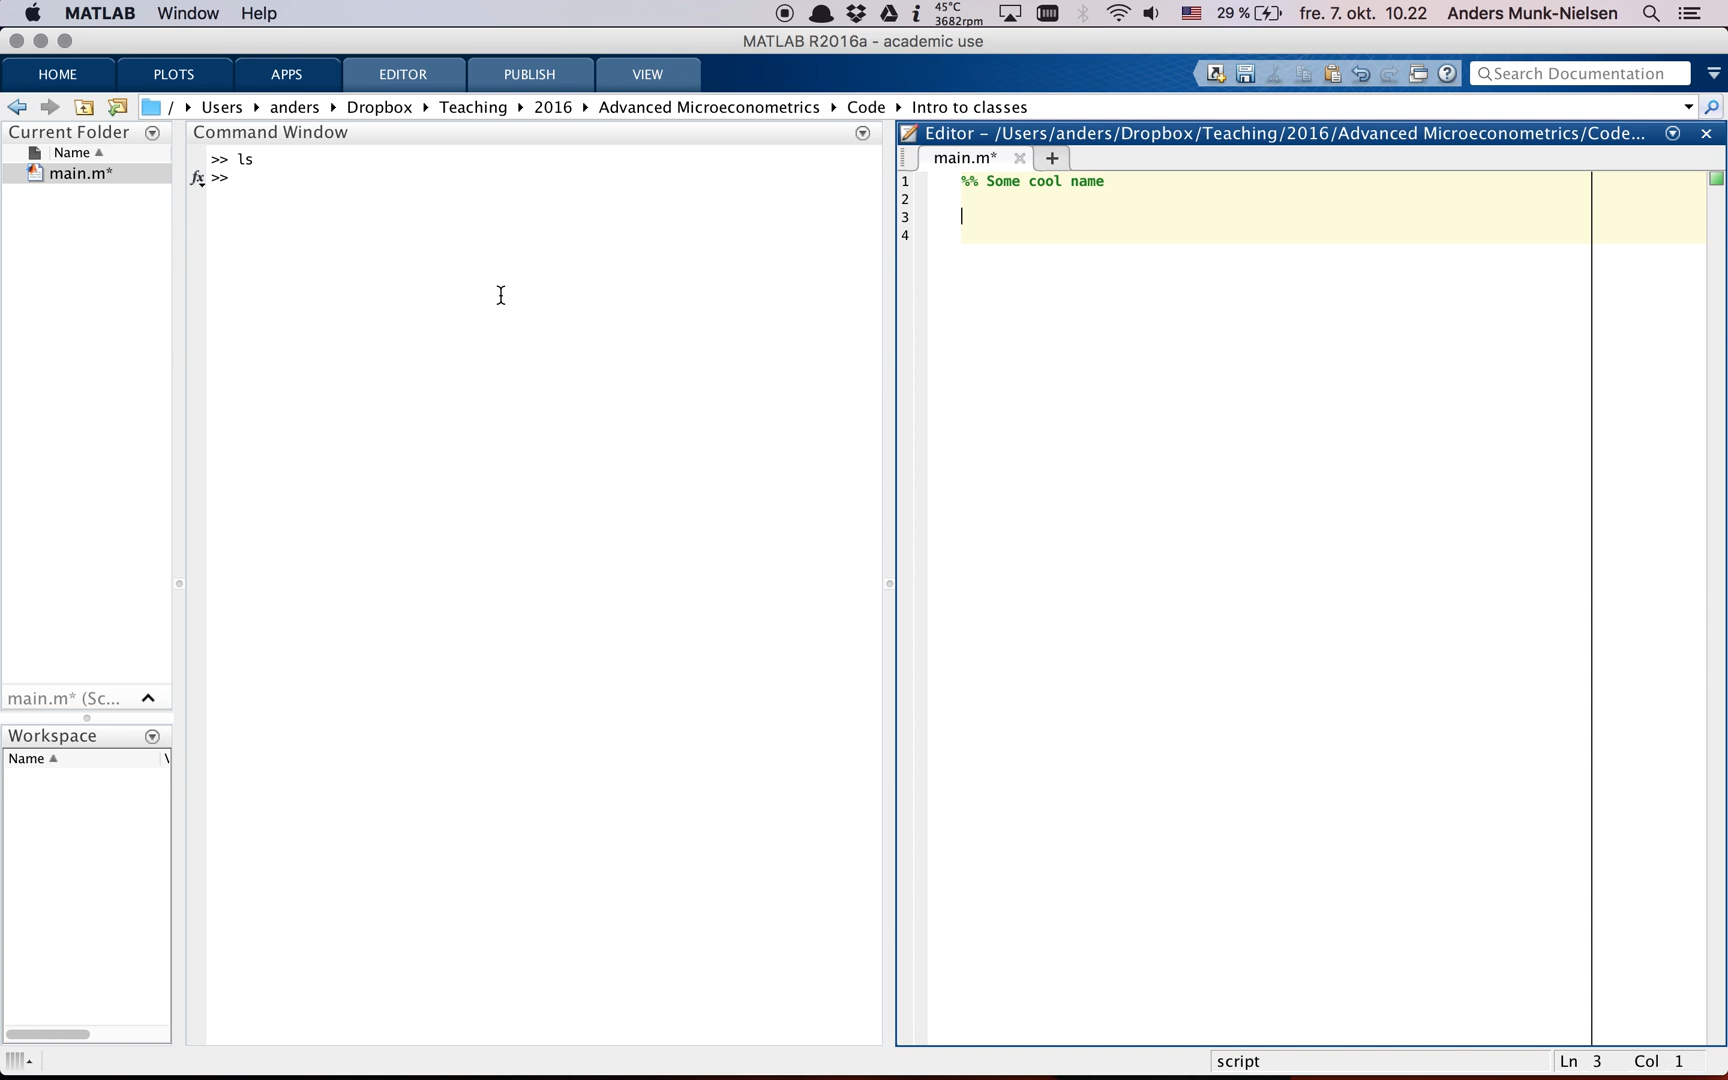 MATLAB Window Help 45°C 3682rpm 29 % fre. 7. okt. 10.22 Anders Munk-Nielsen
MATLAB R2016a - academic use
HOME PLOTS APPS EDITOR PUBLISH VIEW Search Documentation
/ Users anders Dropbox Teaching 2016 Advanced Microeconometrics Code Intro to classes
Current Folder
Name
main.m*
main.m* (Sc...
Workspace
Name
Command Window
>> ls
fx >>
Editor – /Users/anders/Dropbox/Teaching/2016/Advanced Microeconometrics/Code...
main.m*
1 %% Some cool name
2
3
4
script Ln 3 Col 1